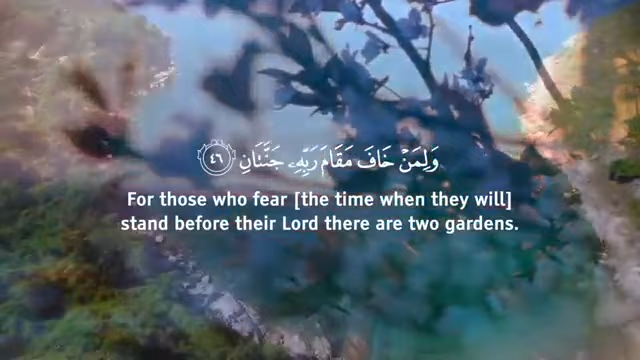 وَلِمَنۡ خَافَ مَقَامَ رَبِّهِۦ جَنَّتَانِ ٤٦
For those who fear [the time when they will]
stand before their Lord there are two gardens.